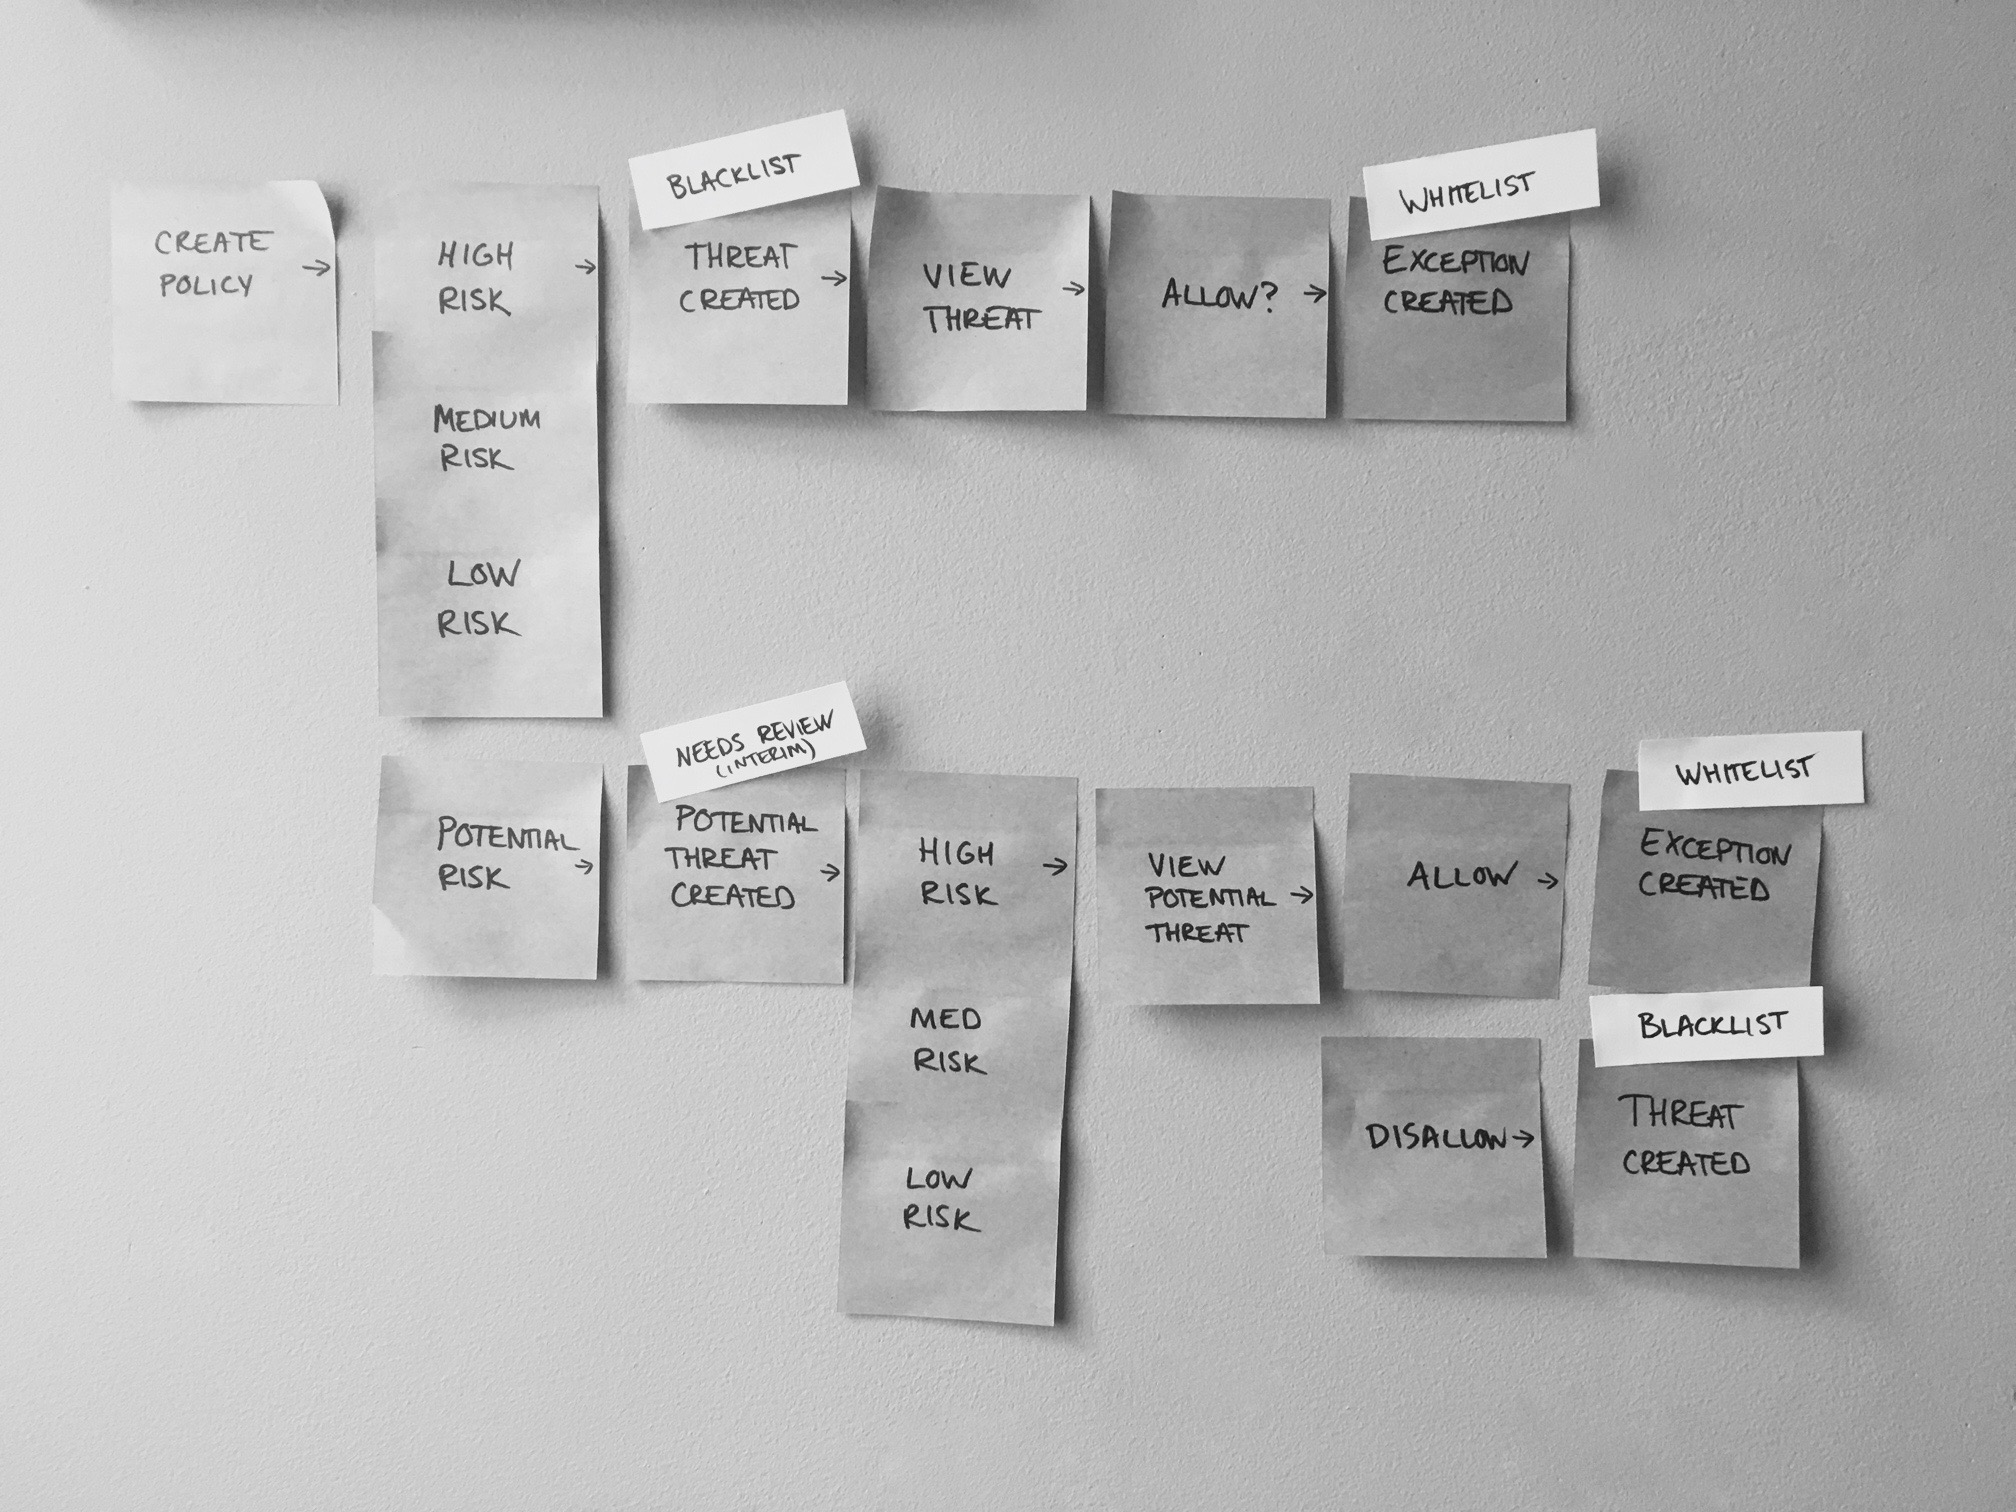 BLACKLIST
WHITELIST
CREATE
POLICY →
HIGH
RISK →
MEDIUM
RISK
LOW
RISK
THREAT
CREATED →
VIEW
THREAT →
ALLOW? →
EXCEPTION
CREATED
NEEDS REVIEW
(INTERIM)
WHITELIST
POTENTIAL
RISK →
POTENTIAL
THREAT
CREATED →
HIGH
RISK →
MED
RISK
LOW
RISK
VIEW
POTENTIAL →
THREAT
ALLOW →
EXCEPTION
CREATED
BLACKLIST
DISALLOW →
THREAT
CREATED